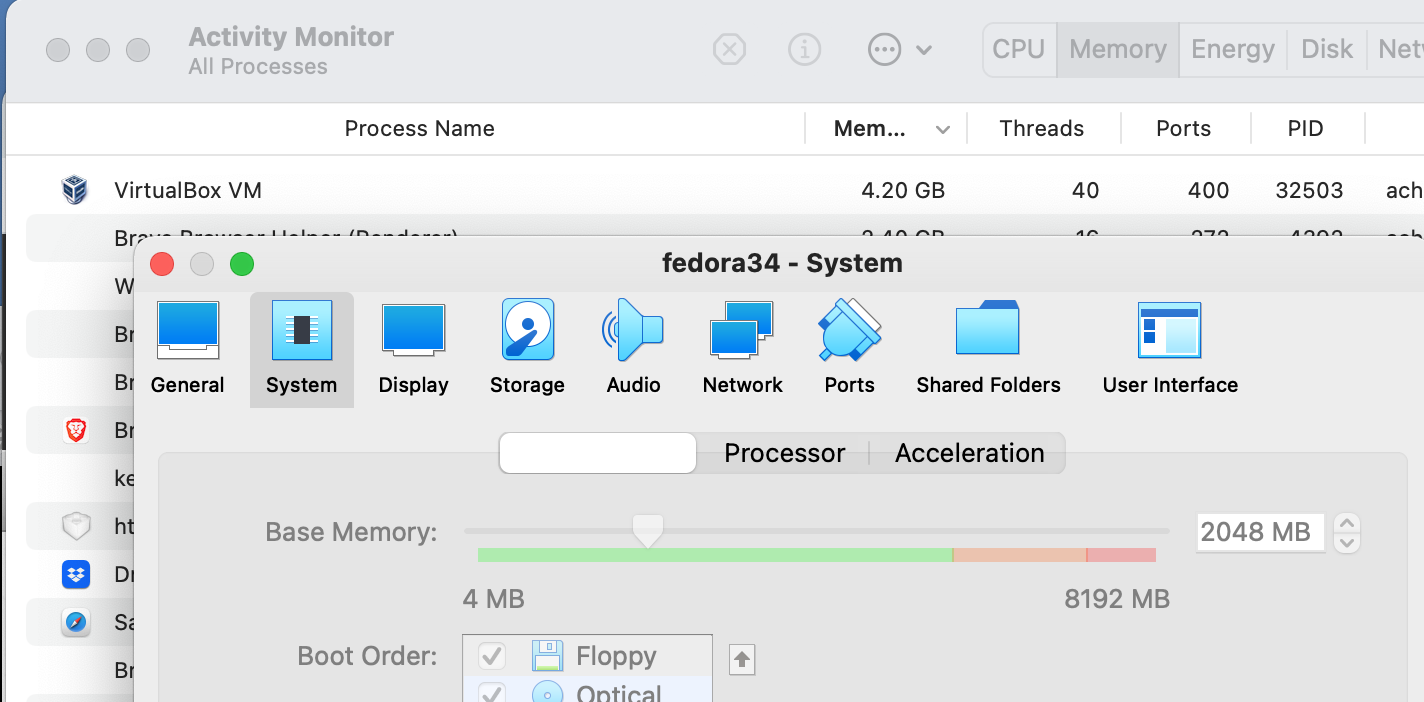 Activity Monitor
All Processes
CPU Memory Energy Disk Netw
Process Name Mem... Threads Ports PID
VirtualBox VM 4.20 GB 40 400 32503 ach
Brave Browser Helper (Renderer) 2.40 GB 16 272 4392 ach
W
fedora34 - System
General System Display Storage Audio Network Ports Shared Folders User Interface
Br
Br
Br
ke
ht
Dr
Sa
Br
Processor Acceleration
Base Memory: 2048 MB
4 MB 8192 MB
Boot Order: Floppy
Optical